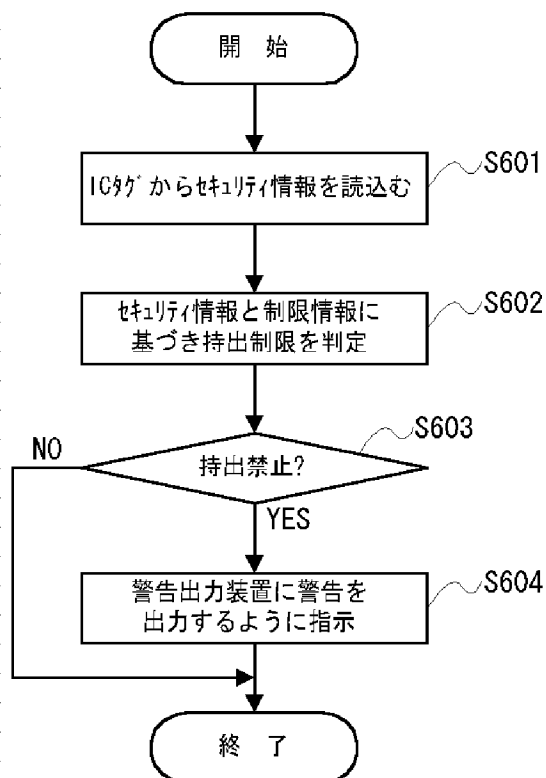 開 始
ICﾀｸﾞからｾｷｭﾘﾃｨ情報を読込む
S601
ｾｷｭﾘﾃｨ情報と制限情報に
基づき持出制限を判定
S602
持出禁止?
S603
NO
YES
警告出力装置に警告を
出力するように指示
S604
終 了